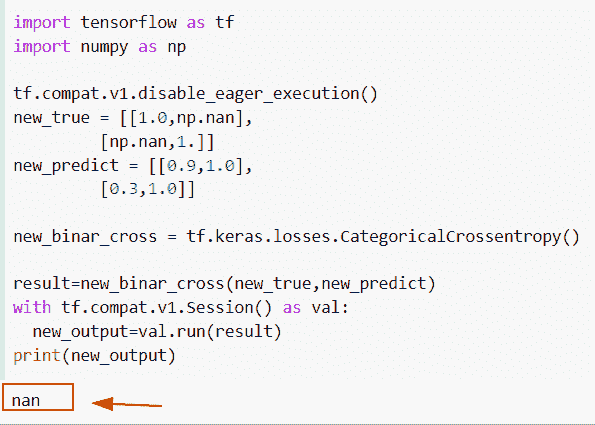 import tensorflow as tf
import numpy as np
tf.compat.v1.disable_eager_execution()
new_true = [[1.0,np.nan],
[np.nan,1.]]
new_predict = [[0.9,1.0],
[0.3,1.0]]
new_binar_cross = tf.keras.losses.CategoricalCrossentropy()
result=new_binar_cross(new_true,new_predict)
with tf.compat.v1.Session() as val:
new_output=val.run(result)
print(new_output)
nan